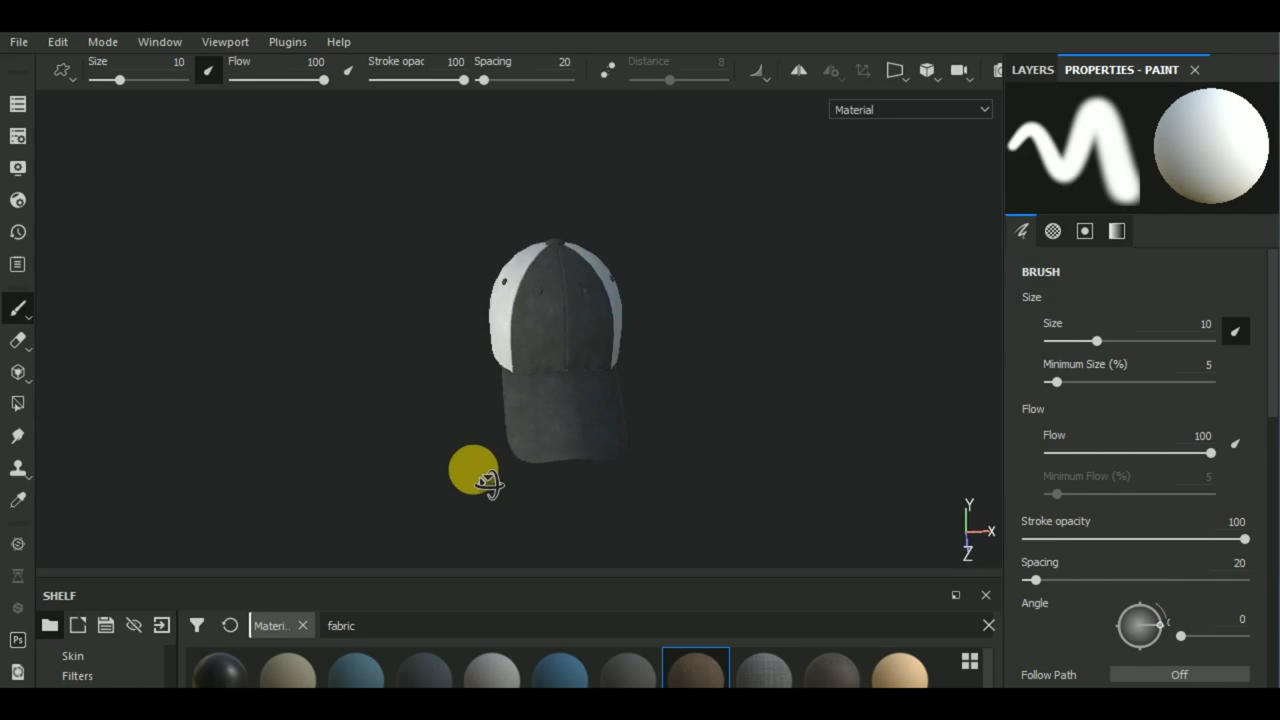 File Edit Mode Window Viewport Plugins Help
Size 10 Flow 100 Stroke opac 100 Spacing 20 Distance 8
LAYERS PROPERTIES - PAINT
Material
BRUSH
Size
Size 10
Minimum Size (%) 5
Flow
Flow 100
Minimum Flow (%) 5
Y
X
Z
Stroke opacity 100
Spacing 20
Angle 0
Follow Path Off
SHELF
Materi.. fabric
Ps
Skin
Filters